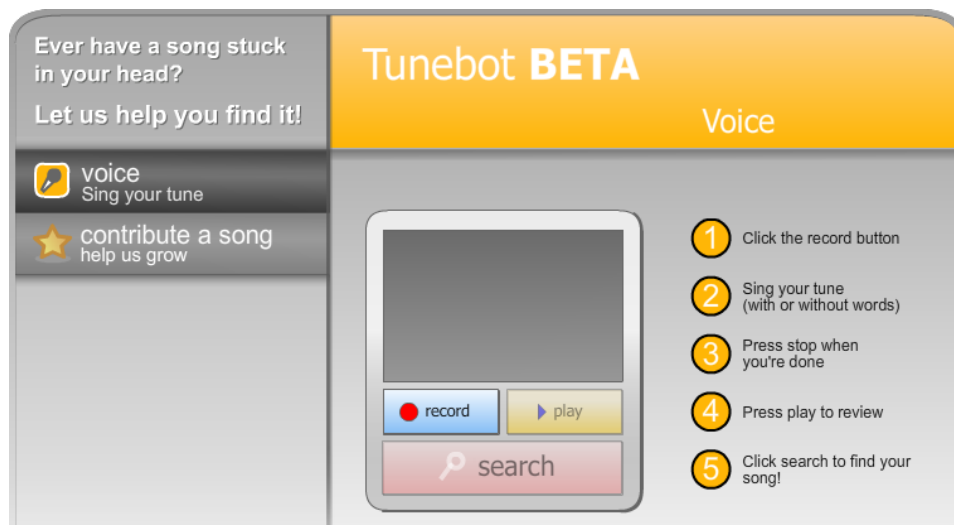 Ever have a song stuck
in your head?
Let us help you find it!
voice
Sing your tune
contribute a song
help us grow
Tunebot BETA
Voice
record
play
search
1 Click the record button
2 Sing your tune
(with or without words)
3 Press stop when
you're done
4 Press play to review
5 Click search to find your
song!